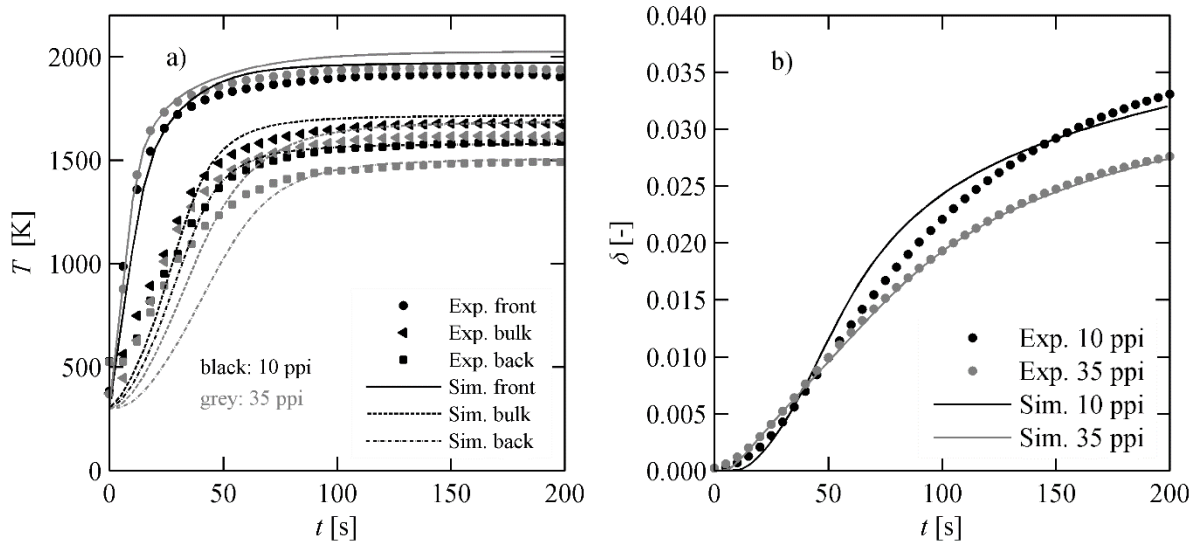 a)
T [K]
2000
1500
1000
500
0
0
50
100
150
200
t [s]
Exp. front
Exp. bulk
Exp. back
Sim. front
Sim. bulk
Sim. back
black: 10 ppi
grey: 35 ppi
b)
δ [-]
0.040
0.035
0.030
0.025
0.020
0.015
0.010
0.005
0.000
0
50
100
150
200
t [s]
Exp. 10 ppi
Exp. 35 ppi
Sim. 10 ppi
Sim. 35 ppi